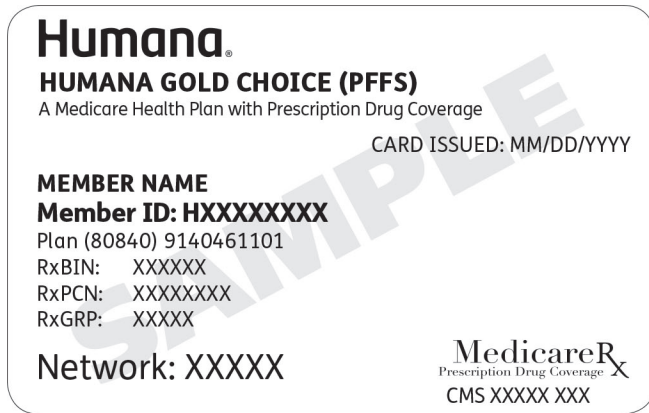 Humana®
HUMANA GOLD CHOICE (PFFS)
A Medicare Health Plan with Prescription Drug Coverage
CARD ISSUED: MM/DD/YYYY
MEMBER NAME
Member ID: HXXXXXXXX
Plan (80840) 9140461101
RxBIN: XXXXXX
RxPCN: XXXXXXXX
RxGRP: XXXXX
Network: XXXXX
MedicareRx
Prescription Drug Coverage
CMS XXXXX XXX
SAMPLE